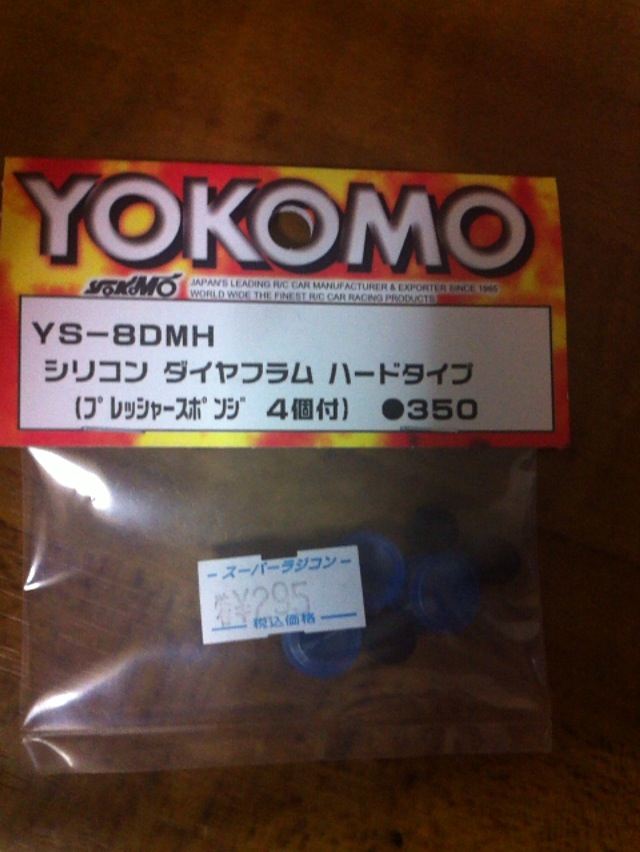 YOKOMO
YOKOMO
JAPAN'S LEADING R/C CAR MANUFACTURER & EXPORTER SINCE 1965
WORLD WIDE THE FINEST R/C CAR RACING PRODUCTS
YS-8DMH
シリコン ダイヤフラム ハードタイプ
(プレッシャースポンジ 4個付) ●350
-スーパーラジコン-
¥295
税込価格